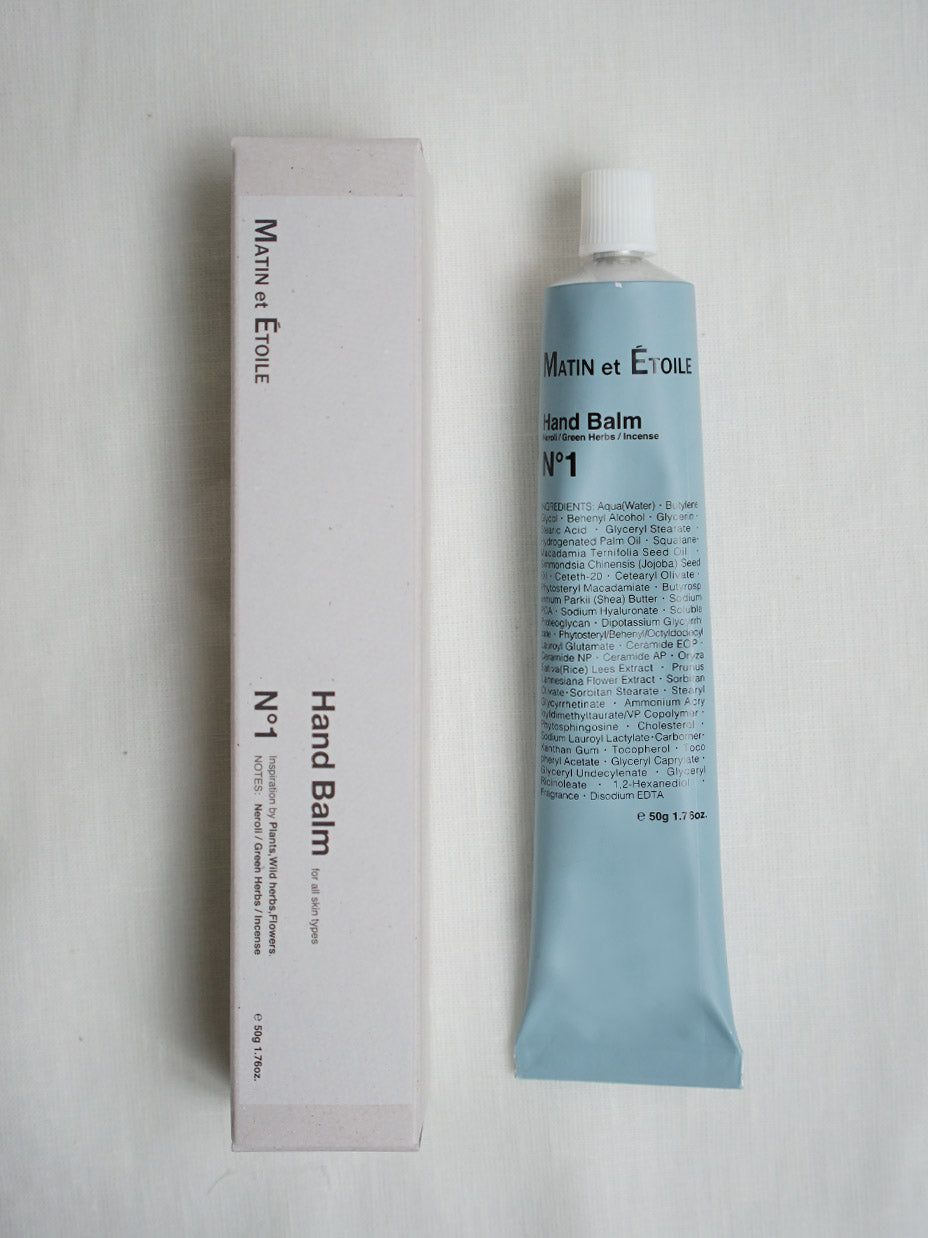 MATIN et ÉTOILE
Hand Balm for all skin types
N°1 Inspiration by Plants,Wild herbs,Flowers.
NOTES: Neroli / Green Herbs / Incense
℮ 50g 1.76oz.
MATIN et ÉTOILE
Hand Balm
Neroli / Green Herbs / Incense
N°1
INGREDIENTS: Aqua(Water) · Butylene
Glycol · Behenyl Alcohol · Glycerin ·
Stearic Acid · Glyceryl Stearate ·
Hydrogenated Palm Oil · Squalane·
Macadamia Ternifolia Seed Oil ·
Simmondsia Chinensis (Jojoba) Seed
Oil · Ceteth-20 · Cetearyl Olivate ·
Phytosteryl Macadamiate · Butyrosp
ermum Parkii (Shea) Butter · Sodium
PCA · Sodium Hyaluronate · Soluble
Proteoglycan · Dipotassium Glycyrrh
izate · Phytosteryl/Behenyl/Octyldodecyl
Lauroyl Glutamate · Ceramide EOP ·
Ceramide NP · Ceramide AP · Oryza
Sativa(Rice) Lees Extract · Prunus
Lannesiana Flower Extract · Sorbitan
Olivate·Sorbitan Stearate · Stearyl
Glycyrrhetinate · Ammonium Acry
loyldimethyltaurate/VP Copolymer ·
Phytosphingosine · Cholesterol ·
Sodium Lauroyl Lactylate·Carbomer·
Xanthan Gum · Tocopherol · Toco
pheryl Acetate · Glyceryl Caprylate ·
Glyceryl Undecylenate · Glyceryl
Ricinoleate · 1,2-Hexanediol ·
Fragrance · Disodium EDTA
℮ 50g 1.76oz.